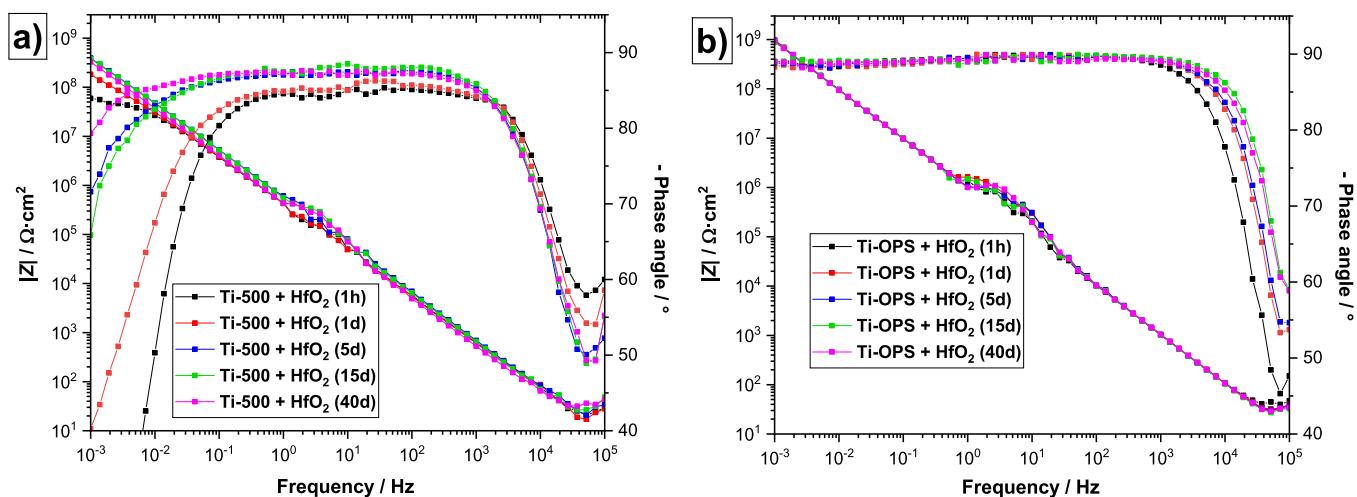 a)
|Z| / Ω·cm²
10⁹
10⁸
10⁷
10⁶
10⁵
10⁴
10³
10²
10¹
90
80
70
60
50
40
- Phase angle / °
Ti-500 + HfO₂ (1h)
Ti-500 + HfO₂ (1d)
Ti-500 + HfO₂ (5d)
Ti-500 + HfO₂ (15d)
Ti-500 + HfO₂ (40d)
10⁻³ 10⁻² 10⁻¹ 10⁰ 10¹ 10² 10³ 10⁴ 10⁵
Frequency / Hz
b)
|Z| / Ω·cm²
10⁹
10⁸
10⁷
10⁶
10⁵
10⁴
10³
10²
10¹
90
80
70
60
50
40
- Phase angle / °
Ti-OPS + HfO₂ (1h)
Ti-OPS + HfO₂ (1d)
Ti-OPS + HfO₂ (5d)
Ti-OPS + HfO₂ (15d)
Ti-OPS + HfO₂ (40d)
10⁻³ 10⁻² 10⁻¹ 10⁰ 10¹ 10² 10³ 10⁴ 10⁵
Frequency / Hz